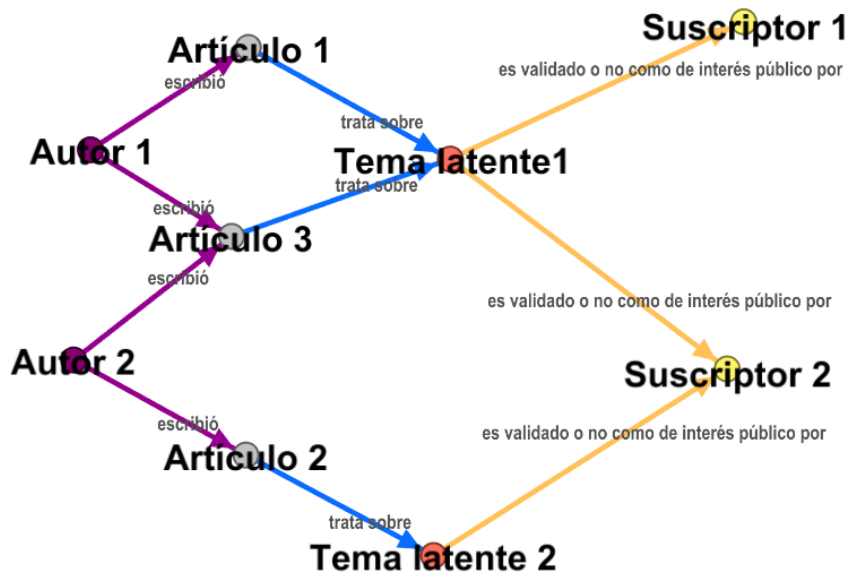 Suscriptor 1
Artículo 1
es validado o no como de interés público por
escribió
trata sobre
Autor 1
Tema latente1
trata sobre
escribió
Artículo 3
escribió
es validado o no como de interés público por
Autor 2
Suscriptor 2
escribió
es validado o no como de interés público por
Artículo 2
trata sobre
Tema latente 2